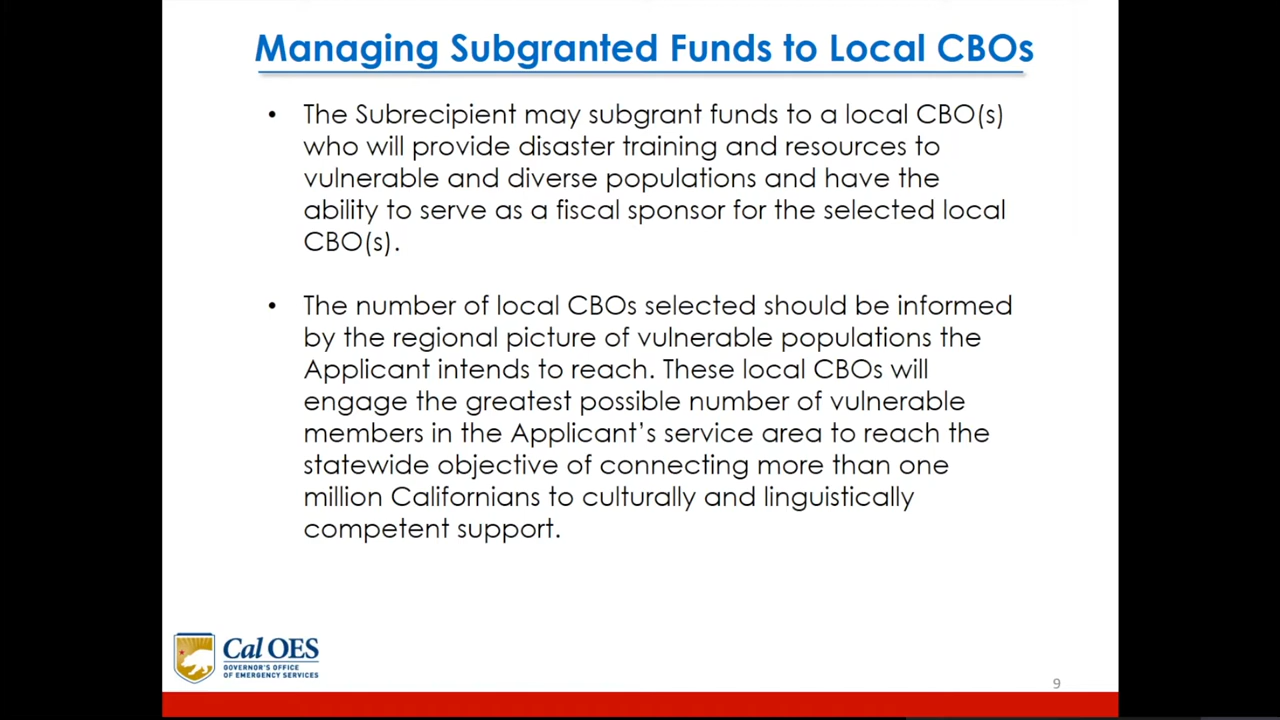 Managing Subgranted Funds to Local CBOs
• The Subrecipient may subgrant funds to a local CBO(s)
who will provide disaster training and resources to
vulnerable and diverse populations and have the
ability to serve as a fiscal sponsor for the selected local
CBO(s).
• The number of local CBOs selected should be informed
by the regional picture of vulnerable populations the
Applicant intends to reach. These local CBOs will
engage the greatest possible number of vulnerable
members in the Applicant’s service area to reach the
statewide objective of connecting more than one
million Californians to culturally and linguistically
competent support.
Cal OES
GOVERNOR'S OFFICE
OF EMERGENCY SERVICES
9